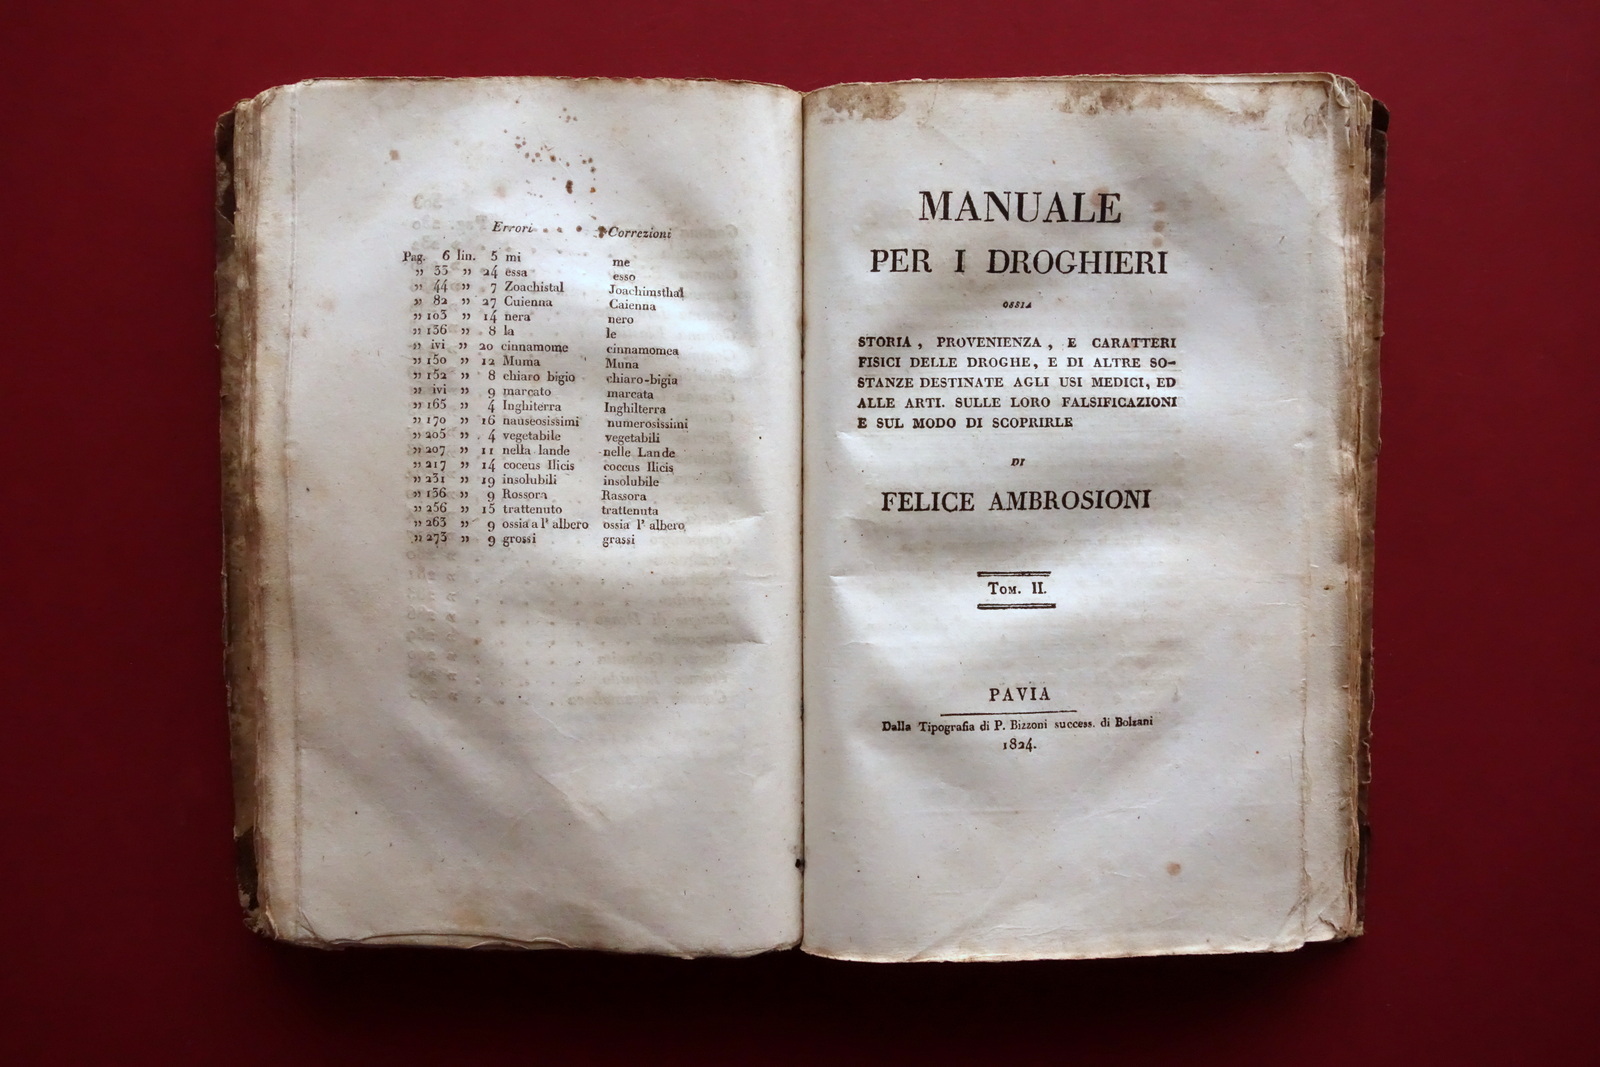 Errori Correzioni
Pag. 6 lin. 5 mi me
" 33 " 24 essa esso
" 44 " 7 Zoachistal Joachimsthal
" 82 " 27 Cuienna Caienna
" 103 " 14 nera nero
" 136 " 8 la le
" ivi " 20 cinnamome cinnamomea
" 150 " 12 Muma Muna
" 152 " 8 chiaro bigio chiaro-bigia
" ivi " 9 marcato marcata
" 165 " 4 Inghiterra Inghilterra
" 170 " 16 nauseosissimi numerosissimi
" 205 " 4 vegetabile vegetabili
" 207 " 11 nella lande nelle Lande
" 217 " 14 coceus Ilicis coccus Ilicis
" 231 " 19 insolubili insolubile
" 136 " 9 Rossora Rassora
" 256 " 15 trattenuto trattenuta
" 263 " 9 ossia a l' albero ossia l' albero
" 273 " 9 grossi grassi
MANUALE
PER I DROGHIERI
OSSIA
STORIA , PROVENIENZA , E CARATTERI
FISICI DELLE DROGHE, E DI ALTRE SO-
STANZE DESTINATE AGLI USI MEDICI, ED
ALLE ARTI. SULLE LORO FALSIFICAZIONI
E SUL MODO DI SCOPRIRLE
DI
FELICE AMBROSIONI
Tom. II.
PAVIA
Dalla Tipografia di P. Bizzoni success. di Bolzani
1824.